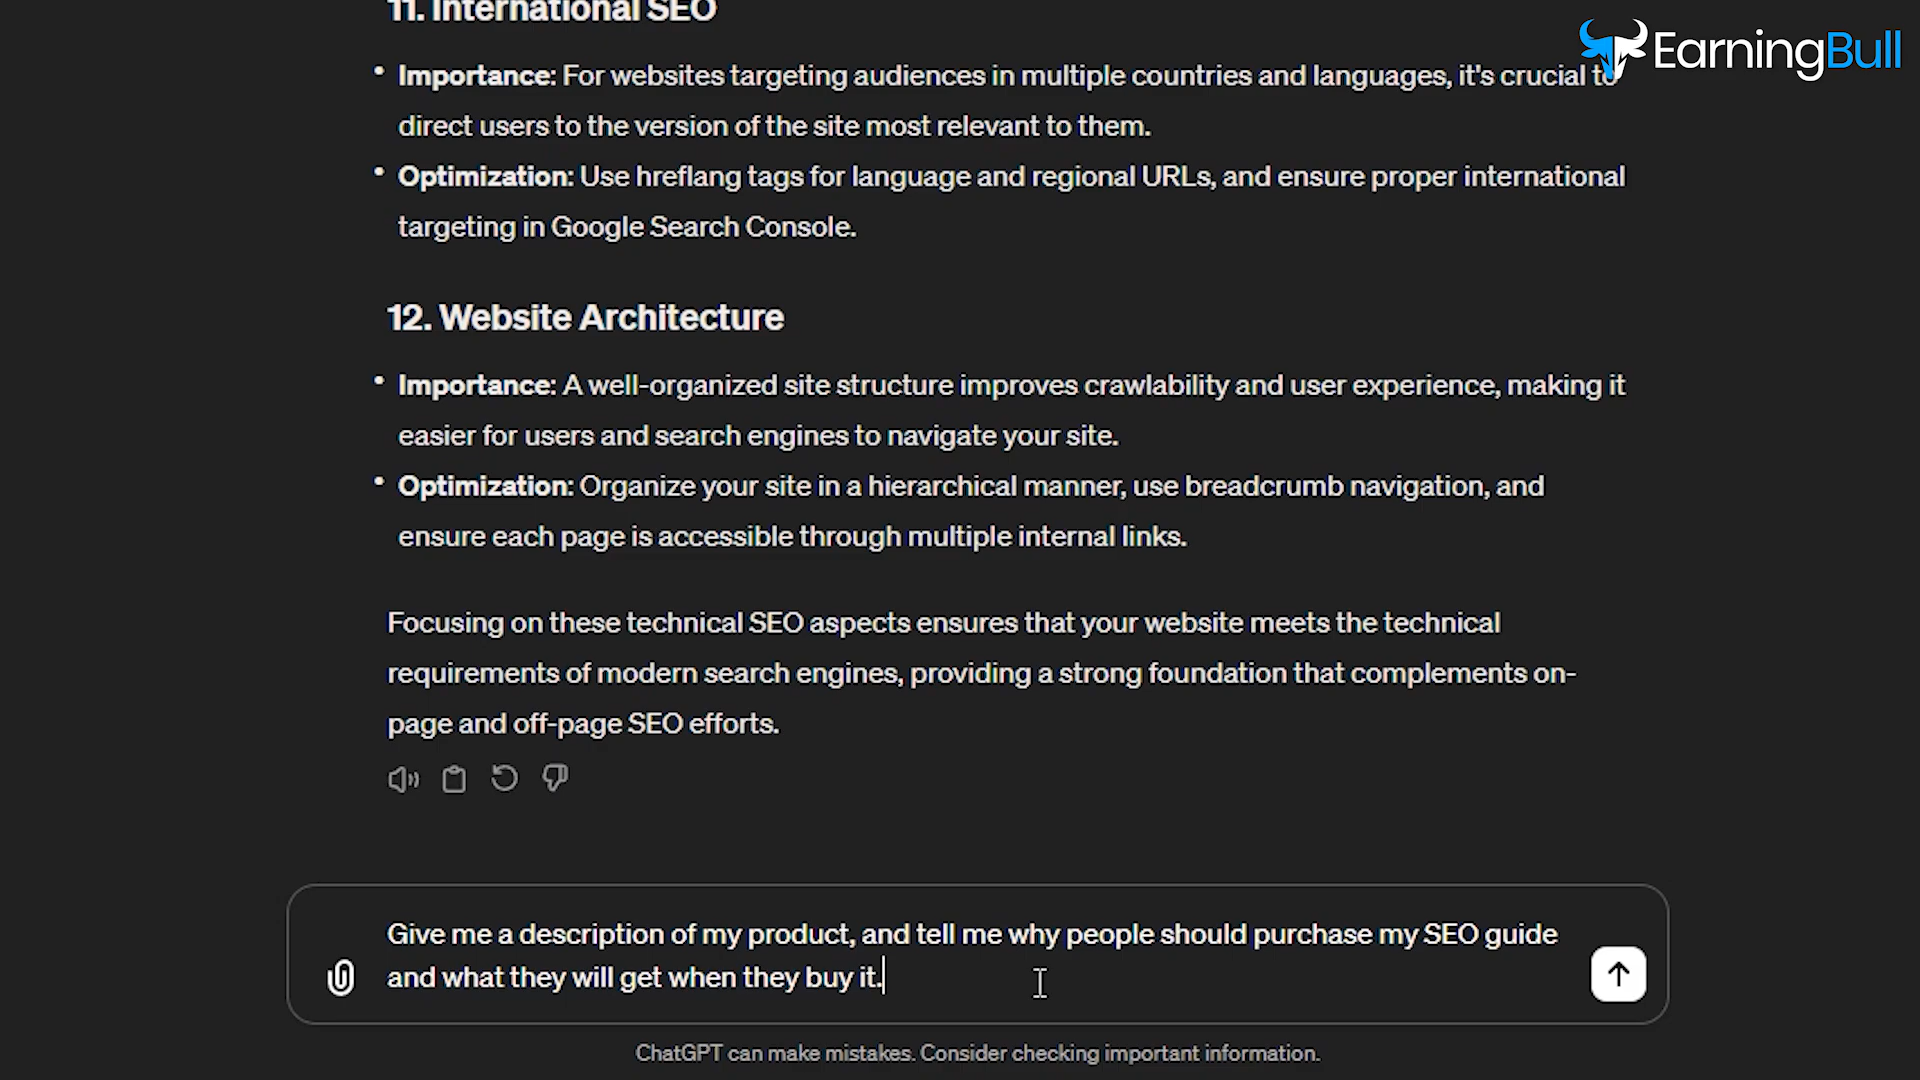 11. International SEO
EarningBull
• Importance: For websites targeting audiences in multiple countries and languages, it's crucial to
direct users to the version of the site most relevant to them.
• Optimization: Use hreflang tags for language and regional URLs, and ensure proper international
targeting in Google Search Console.
12. Website Architecture
• Importance: A well-organized site structure improves crawlability and user experience, making it
easier for users and search engines to navigate your site.
• Optimization: Organize your site in a hierarchical manner, use breadcrumb navigation, and
ensure each page is accessible through multiple internal links.
Focusing on these technical SEO aspects ensures that your website meets the technical
requirements of modern search engines, providing a strong foundation that complements on-
page and off-page SEO efforts.
Give me a description of my product, and tell me why people should purchase my SEO guide
and what they will get when they buy it.
ChatGPT can make mistakes. Consider checking important information.